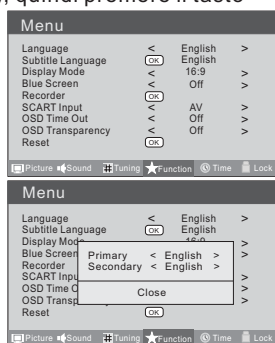 , quindi premere il tasto
Menu
Language < English >
Subtitle Language OK English
Display Mode < 16:9 >
Blue Screen < Off >
Recorder OK
SCART Input < AV >
OSD Time Out < Off >
OSD Transparency < Off >
Reset OK
Picture Sound Tuning Function Time Lock
Menu
Language < English >
Subtitle Language OK English
Display Mode 16:9 >
Blue Screen >
Recorder
SCART Inpu >
OSD Time O >
OSD Transp >
Reset OK
Primary < English >
Secondary < English >
Close
Picture Sound Tuning Function Time Lock